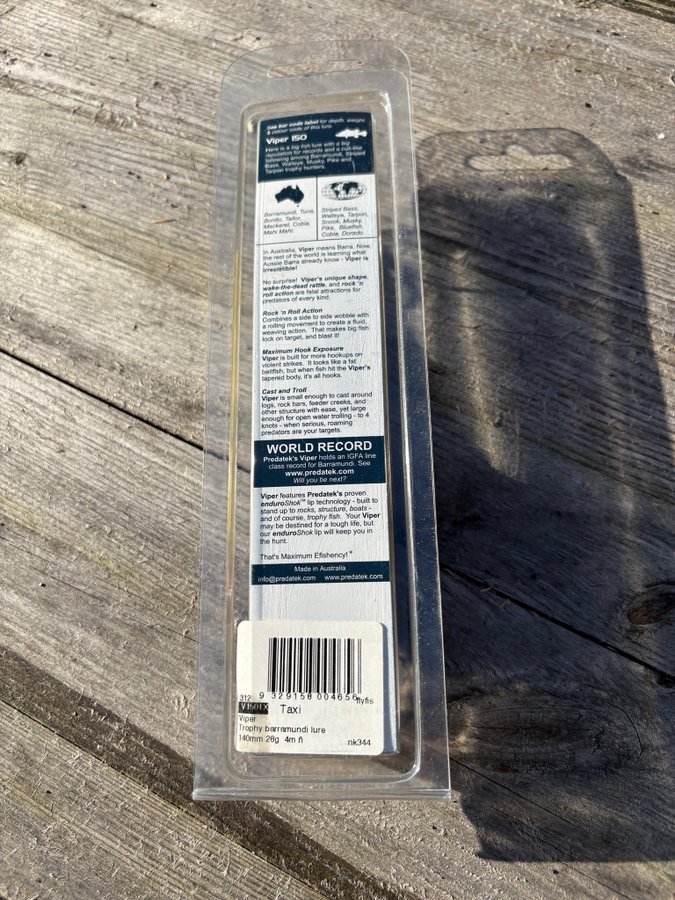 See bar code label for depth, weight
& colour code of this lure.
Viper 150
Here is a big fish lure with a big
reputation for records and a cult-like
following among Barramundi, Striped
Bass, Walleye, Musky, Pike and
Tarpon trophy hunters.
Barramundi, Tuna,
Bonito, Tailor,
Mackerel, Cobia,
Mahi Mahi.
Striped Bass,
Walleye, Tarpon,
Snook, Musky,
Pike, Bluefish,
Cobia, Dorado.
In Australia, Viper means Barra. Now,
the rest of the world is learning what
Aussie Barra already know - Viper is
irresistible!
No surprise! Viper's unique shape,
wake-the-dead rattle, and rock 'n
roll action are fatal attractions for
predators of every kind.
Rock 'n Roll Action
Combines a side to side wobble with
a rolling movement to create a fluid,
weaving action. That makes big fish
lock on target, and blast it!
Maximum Hook Exposure
Viper is built for more hookups on
violent strikes. It looks like a fat
baitfish, but when fish hit the Viper's
tapered body, it's all hooks.
Cast and Troll
Viper is small enough to cast around
logs, rock bars, feeder creeks, and
other structure with ease, yet large
enough for open water trolling - to 4
knots - when serious, roaming
predators are your targets.
WORLD RECORD
Predatek's Viper holds an IGFA line
class record for Barramundi. See
www.predatek.com
Will you be next?
Viper features Predatek's proven
enduroShok™ lip technology - built to
stand up to rocks, structure, boats -
and of course, trophy fish. Your Viper
may be destined for a tough life, but
our enduroShok lip will keep you in
the hunt.
That's Maximum Efishency!®
Made in Australia
info@predatek.com www.predatek.com
312 9 329158 004656 flyfis
V1501X Taxi
Viper
Trophy barramundi lure
140mm 28g 4m ñ nk344